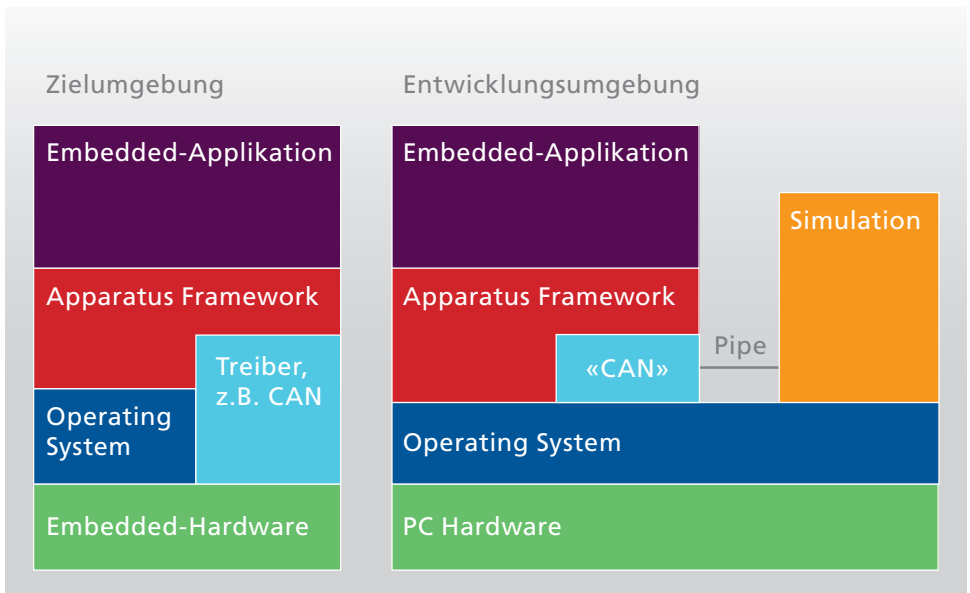 Zielumgebung
Embedded-Applikation
Apparatus Framework
Treiber,
z.B. CAN
Operating
System
Embedded-Hardware
Entwicklungsumgebung
Embedded-Applikation
Simulation
Apparatus Framework
«CAN»
Pipe
Operating System
PC Hardware